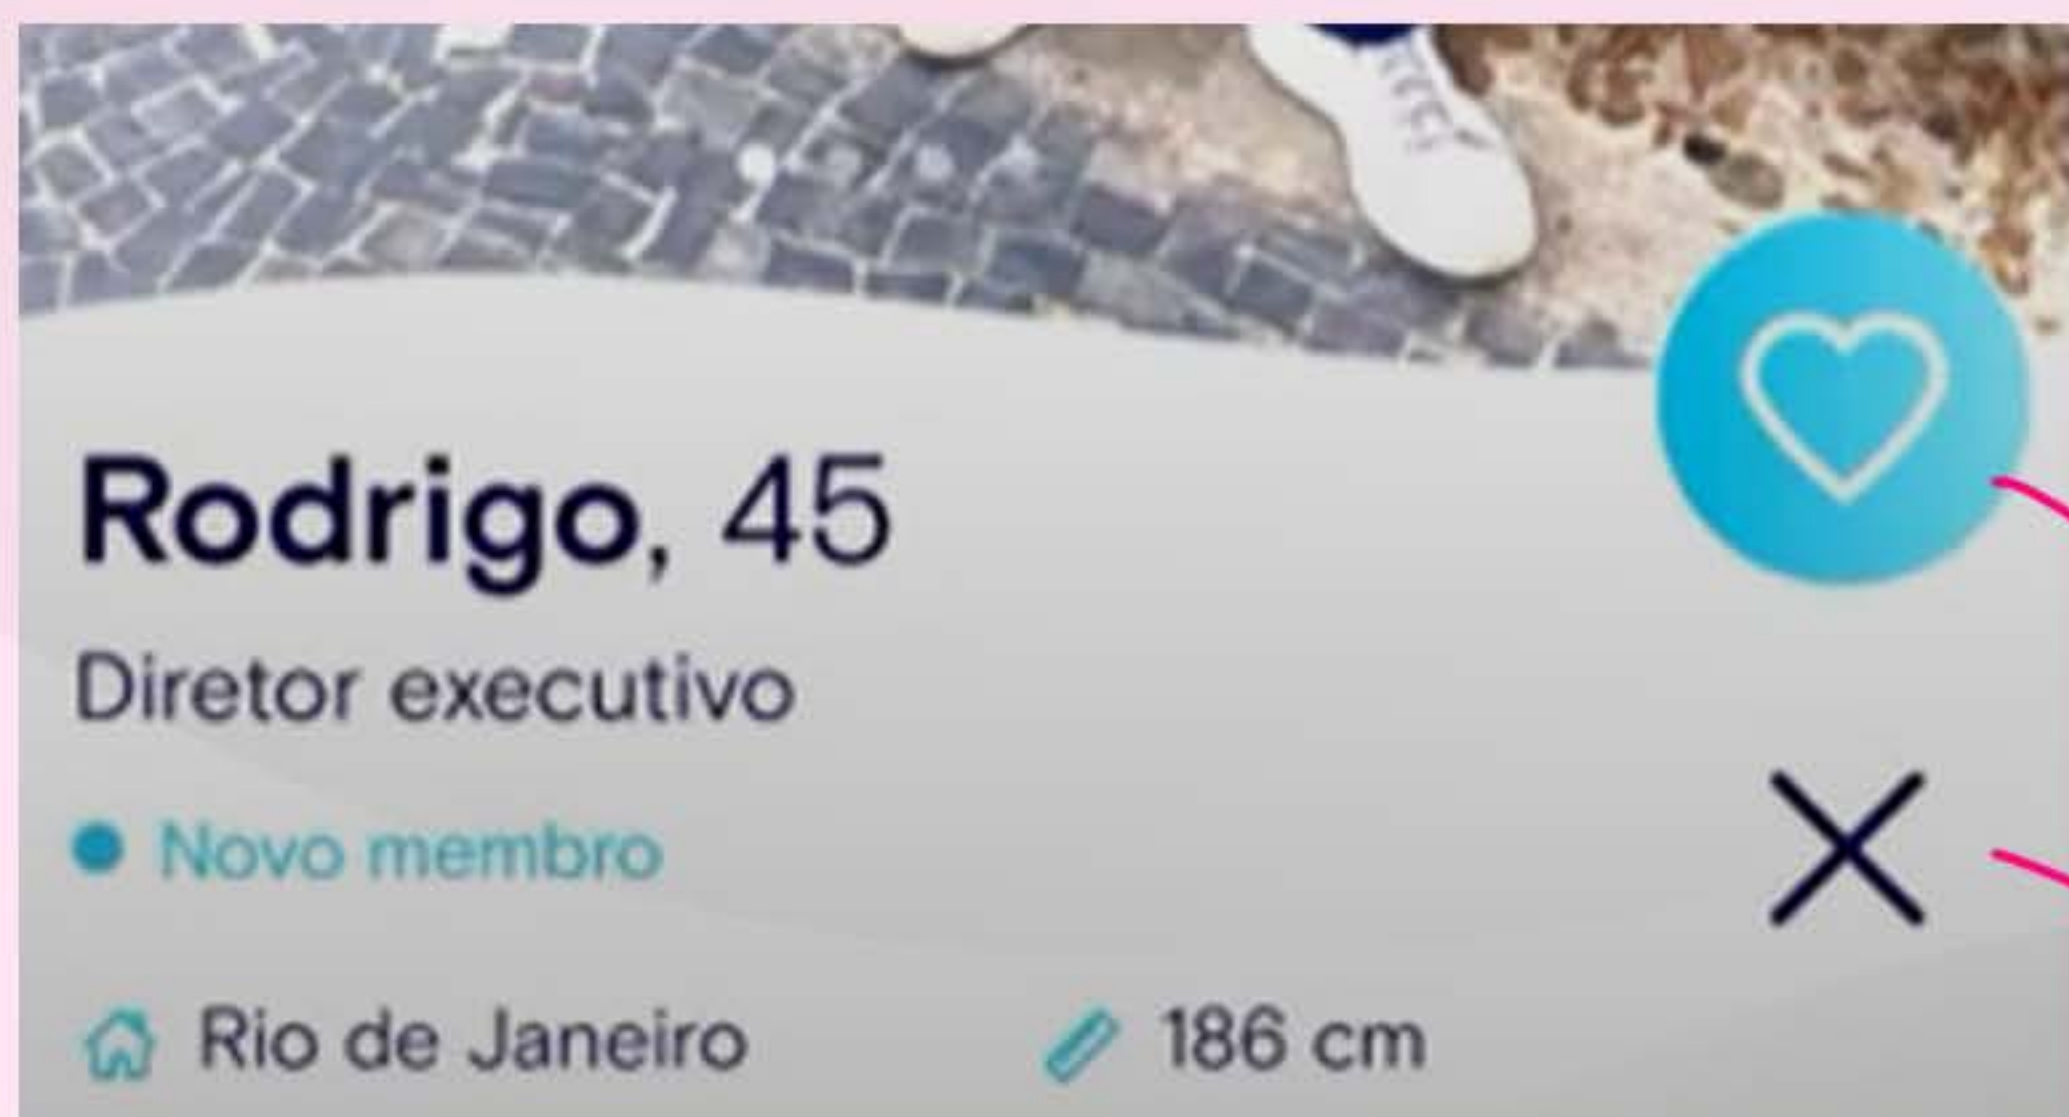 Rodrigo, 45
Diretor executivo
Novo membro
Rio de Janeiro
186 cm